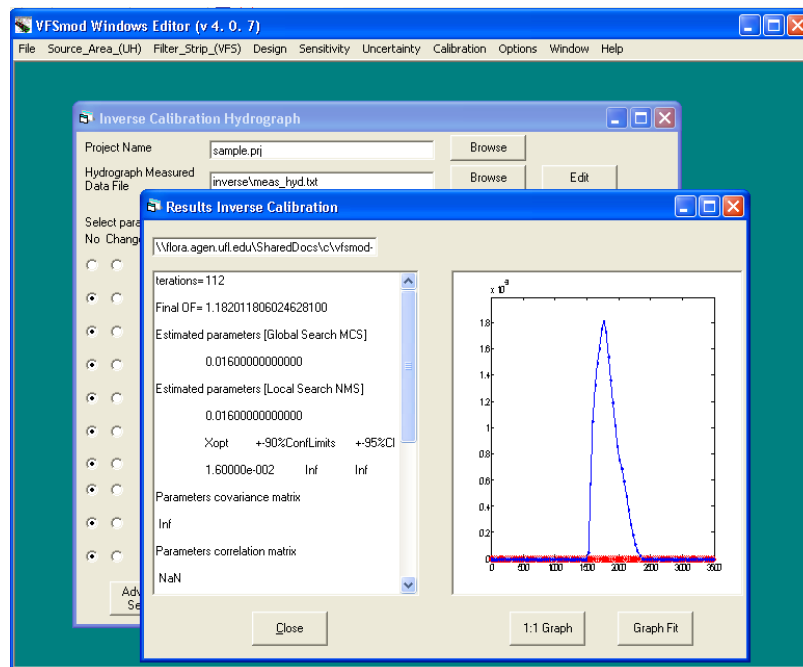 VFSmod Windows Editor (v 4. 0. 7)
File Source_Area_(UH) Filter_Strip_(VFS) Design Sensitivity Uncertainty Calibration Options Window Help
Inverse Calibration Hydrograph
Project Name sample.prj Browse
Hydrograph Measured
Data File inverse\meas_hyd.txt Browse Edit
Select para
No Change
Results Inverse Calibration
\\flora.agen.ufl.edu\SharedDocs\c\vfsmod-
terations= 112
Final OF= 1.182011806024628100
Estimated parameters [Global Search MCS]
0.01600000000000
Estimated parameters [Local Search NMS]
0.01600000000000
Xopt +-90%ConfLimits +-95%Cl
1.60000e-002 Inf Inf
Parameters covariance matrix
Inf
Parameters correlation matrix
NaN
1.8
1.6
1.4
1.2
1
0.8
0.6
0.4
0.2
0 500 1000 1500 2000 2500 3000 3500
Adv
Se
Close 1:1 Graph Graph Fit